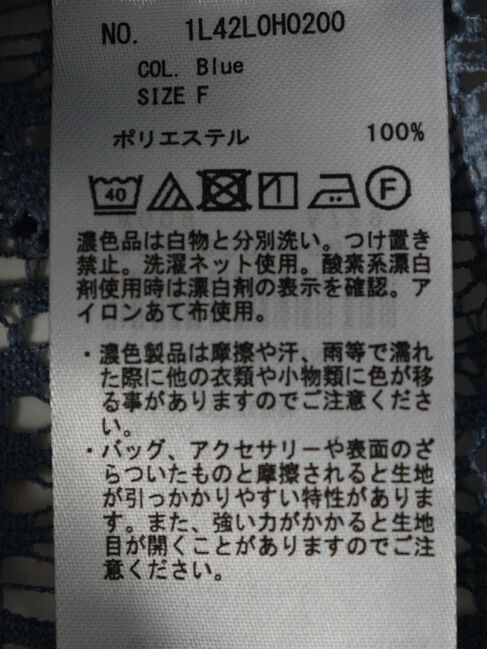 NO. 1L42L0H0200
COL. Blue
SIZE F
ポリエステル 100%
40 F
濃色品は白物と分別洗い。つけ置き
禁止。洗濯ネット使用。酸素系漂白
剤使用時は漂白剤の表示を確認。ア
イロンあて布使用。
・濃色製品は摩擦や汗、雨等で濡れ
た際に他の衣類や小物類に色が移
る事がありますのでご注意くださ
い。
・バッグ、アクセサリーや表面のざ
らついたものと摩擦されると生地
が引っかかりやすい特性がありま
す。また、強い力がかかると生地
目が開くことがありますのでご注
意ください。